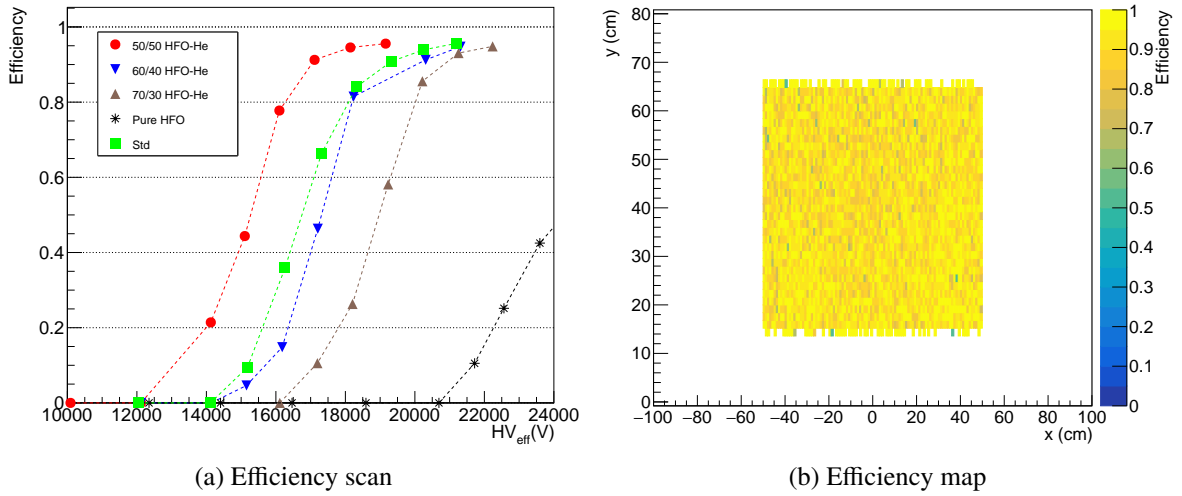 Efficiency
1
0.8
0.6
0.4
0.2
0
50/50 HFO-He
60/40 HFO-He
70/30 HFO-He
Pure HFO
Std
10000 12000 14000 16000 18000 20000 22000 24000
HV_eff(V)
(a) Efficiency scan
y (cm)
80
70
60
50
40
30
20
10
0
−100 −80 −60 −40 −20 0 20 40 60 80 100
x (cm)
1
0.9
0.8
0.7
0.6
0.5
0.4
0.3
0.2
0.1
0
Efficiency
(b) Efficiency map